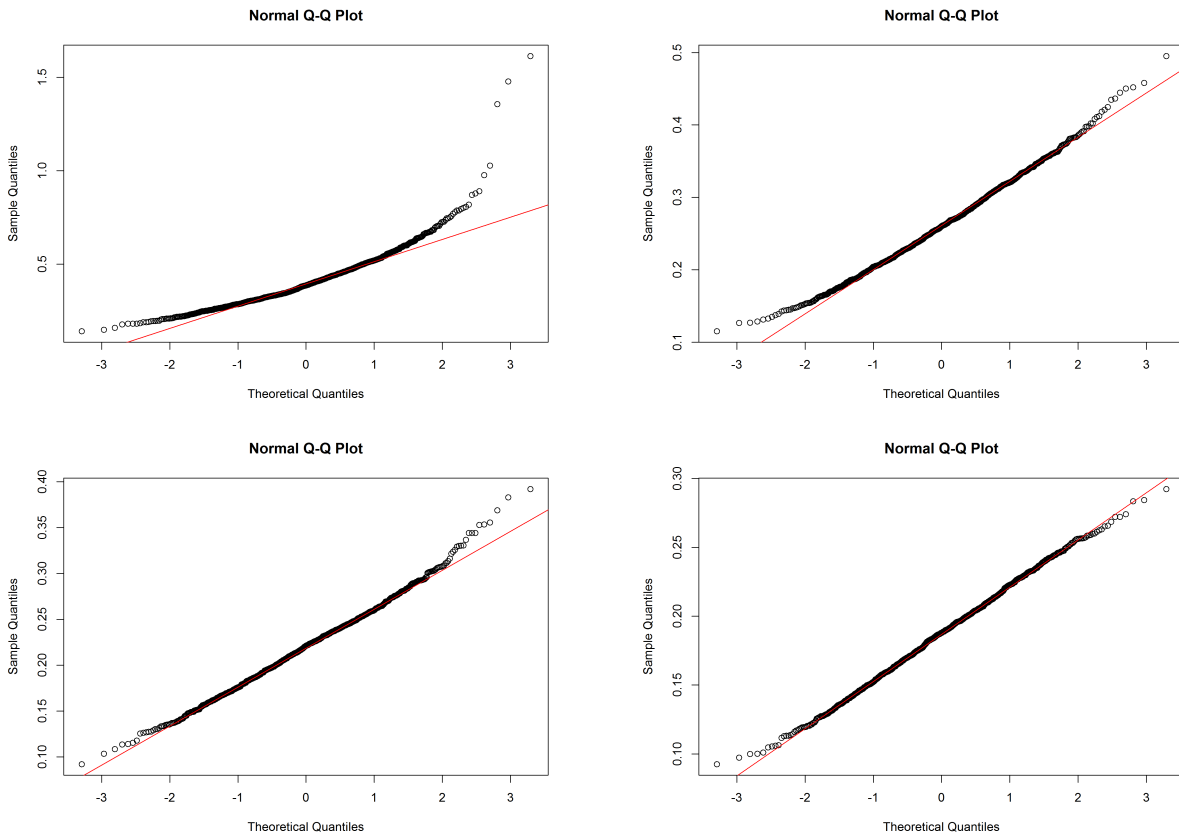 Normal Q-Q Plot
Sample Quantiles
0.5 1.0 1.5
-3 -2 -1 0 1 2 3
Theoretical Quantiles
Normal Q-Q Plot
Sample Quantiles
0.1 0.2 0.3 0.4 0.5
-3 -2 -1 0 1 2 3
Theoretical Quantiles
Normal Q-Q Plot
Sample Quantiles
0.10 0.15 0.20 0.25 0.30 0.35 0.40
-3 -2 -1 0 1 2 3
Theoretical Quantiles
Normal Q-Q Plot
Sample Quantiles
0.10 0.15 0.20 0.25 0.30
-3 -2 -1 0 1 2 3
Theoretical Quantiles